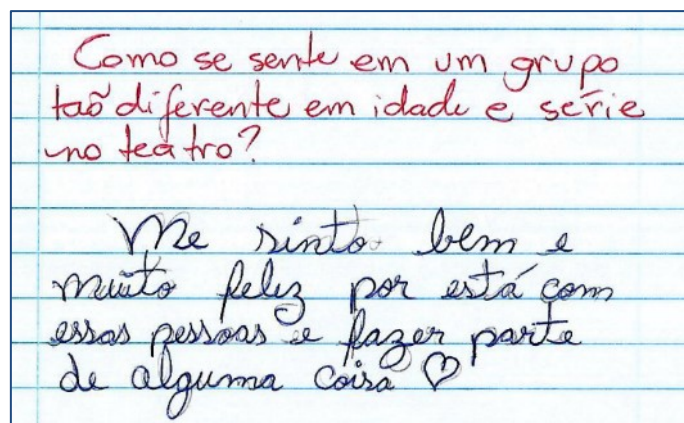 Como se sente em um grupo
taõ diferente em idade e série
no teatro?
Me sinto bem e
muito feliz por está com
essas pessoas e fazer parte
de alguma coisa ♡